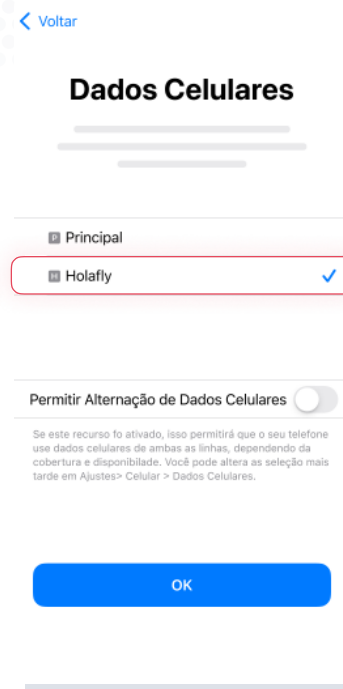 Voltar
Dados Celulares
P Principal
H Holafly
Permitir Alternação de Dados Celulares
Se este recurso fo ativado, isso permitirá que o seu telefone
use dados celulares de ambas as linhas, dependendo da
cobertura e disponibilade. Você pode altera as seleção mais
tarde em Ajustes> Celular > Dados Celulares.
OK